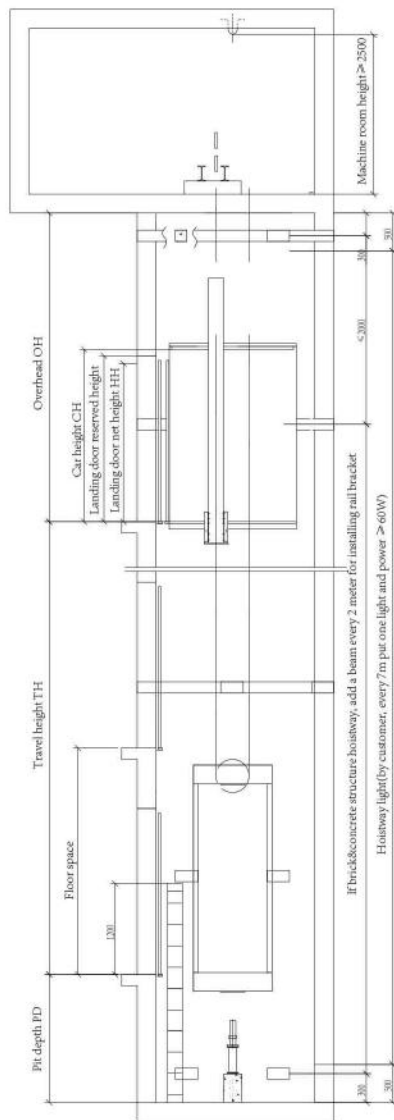 Machine room height≥2500
Overhead OH
Car height CH
Landing door reserved height
Landing door net height HH
Travel height TH
Floor space
1200
Pit depth PD
300
500
≤2000
If brick&concrete structure hoistway, add a beam every 2 meter for installing rail bracket
Hoistway light(by customer, every 7m put one light and power ≥60W)
300
500